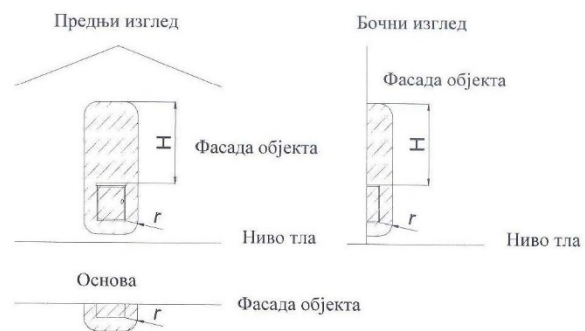 Предњи изглед
Бочни изглед
Фасада објекта
H
H
Фасада објекта
r
r
Ниво тла
Ниво тла
Основа
Фасада објекта
r